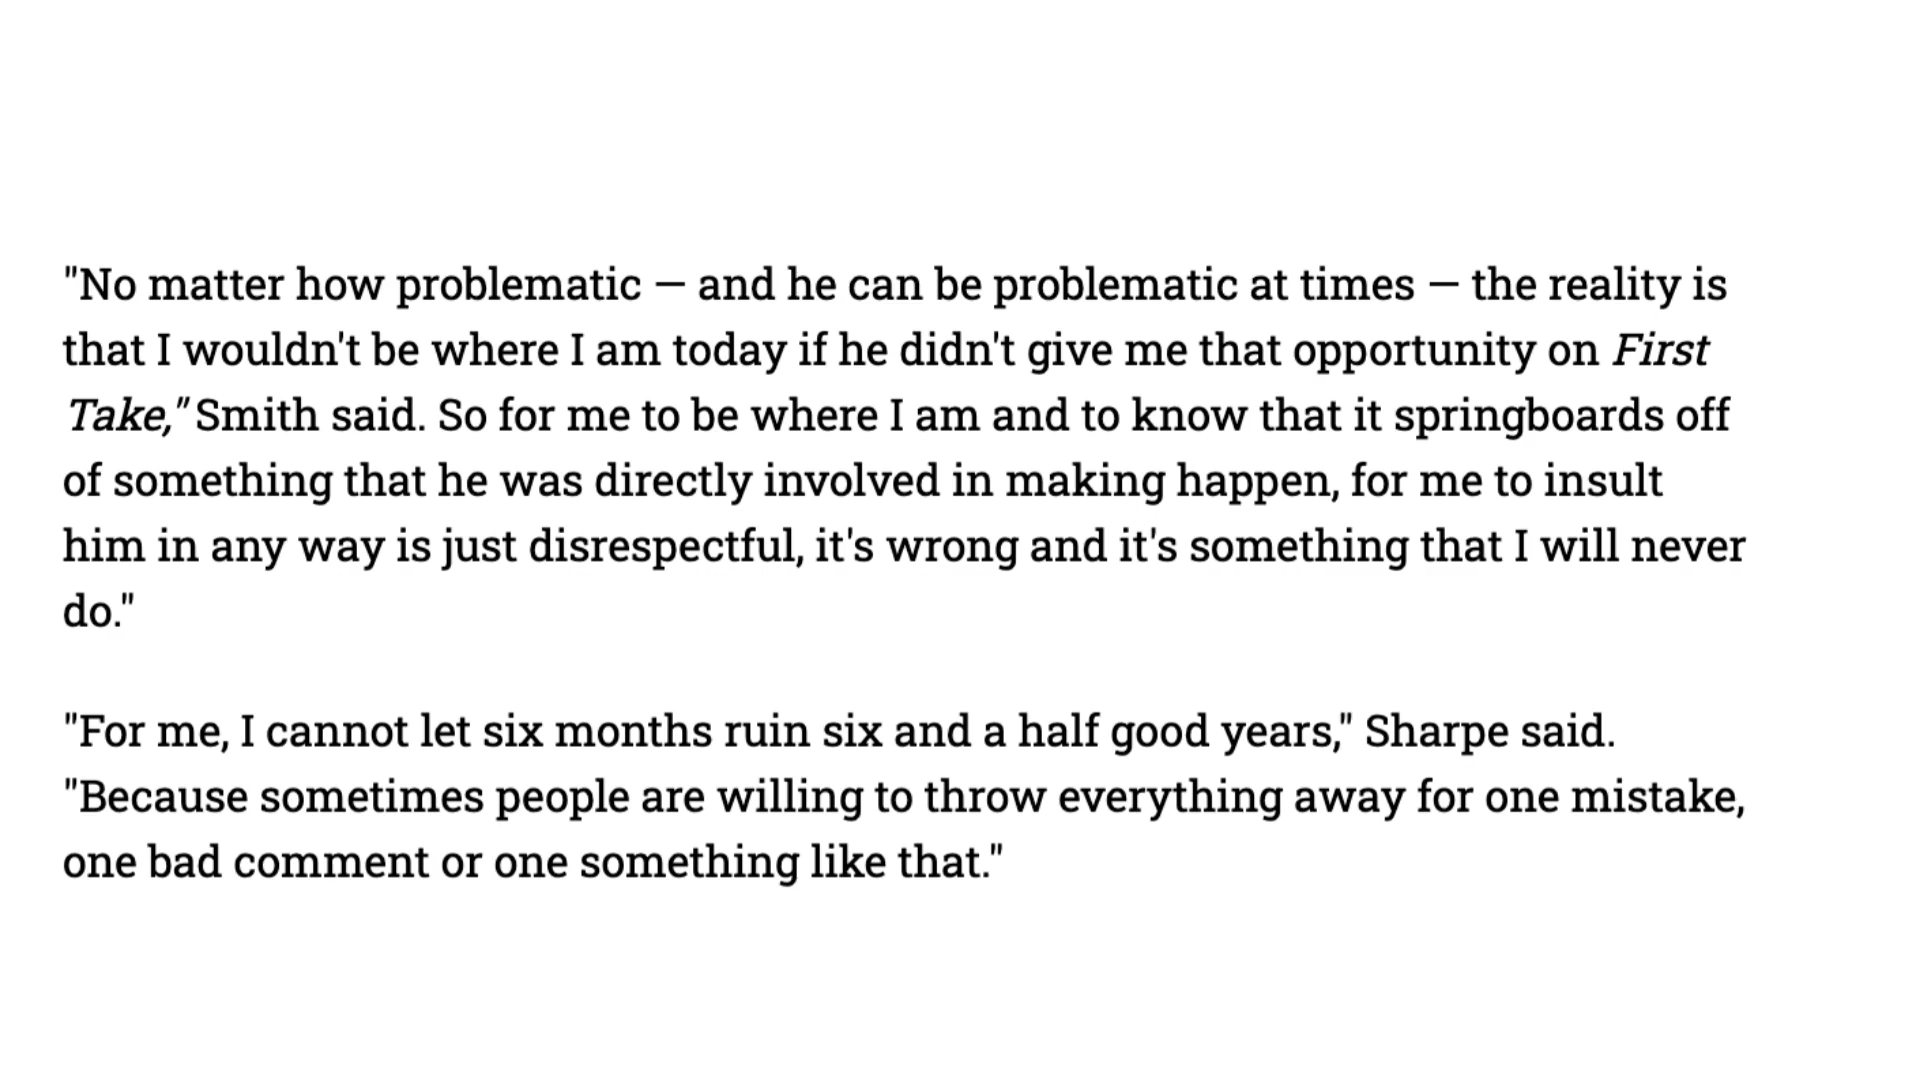 "No matter how problematic — and he can be problematic at times — the reality is
that I wouldn't be where I am today if he didn't give me that opportunity on First
Take," Smith said. So for me to be where I am and to know that it springboards off
of something that he was directly involved in making happen, for me to insult
him in any way is just disrespectful, it's wrong and it's something that I will never
do."
"For me, I cannot let six months ruin six and a half good years," Sharpe said.
"Because sometimes people are willing to throw everything away for one mistake,
one bad comment or one something like that."